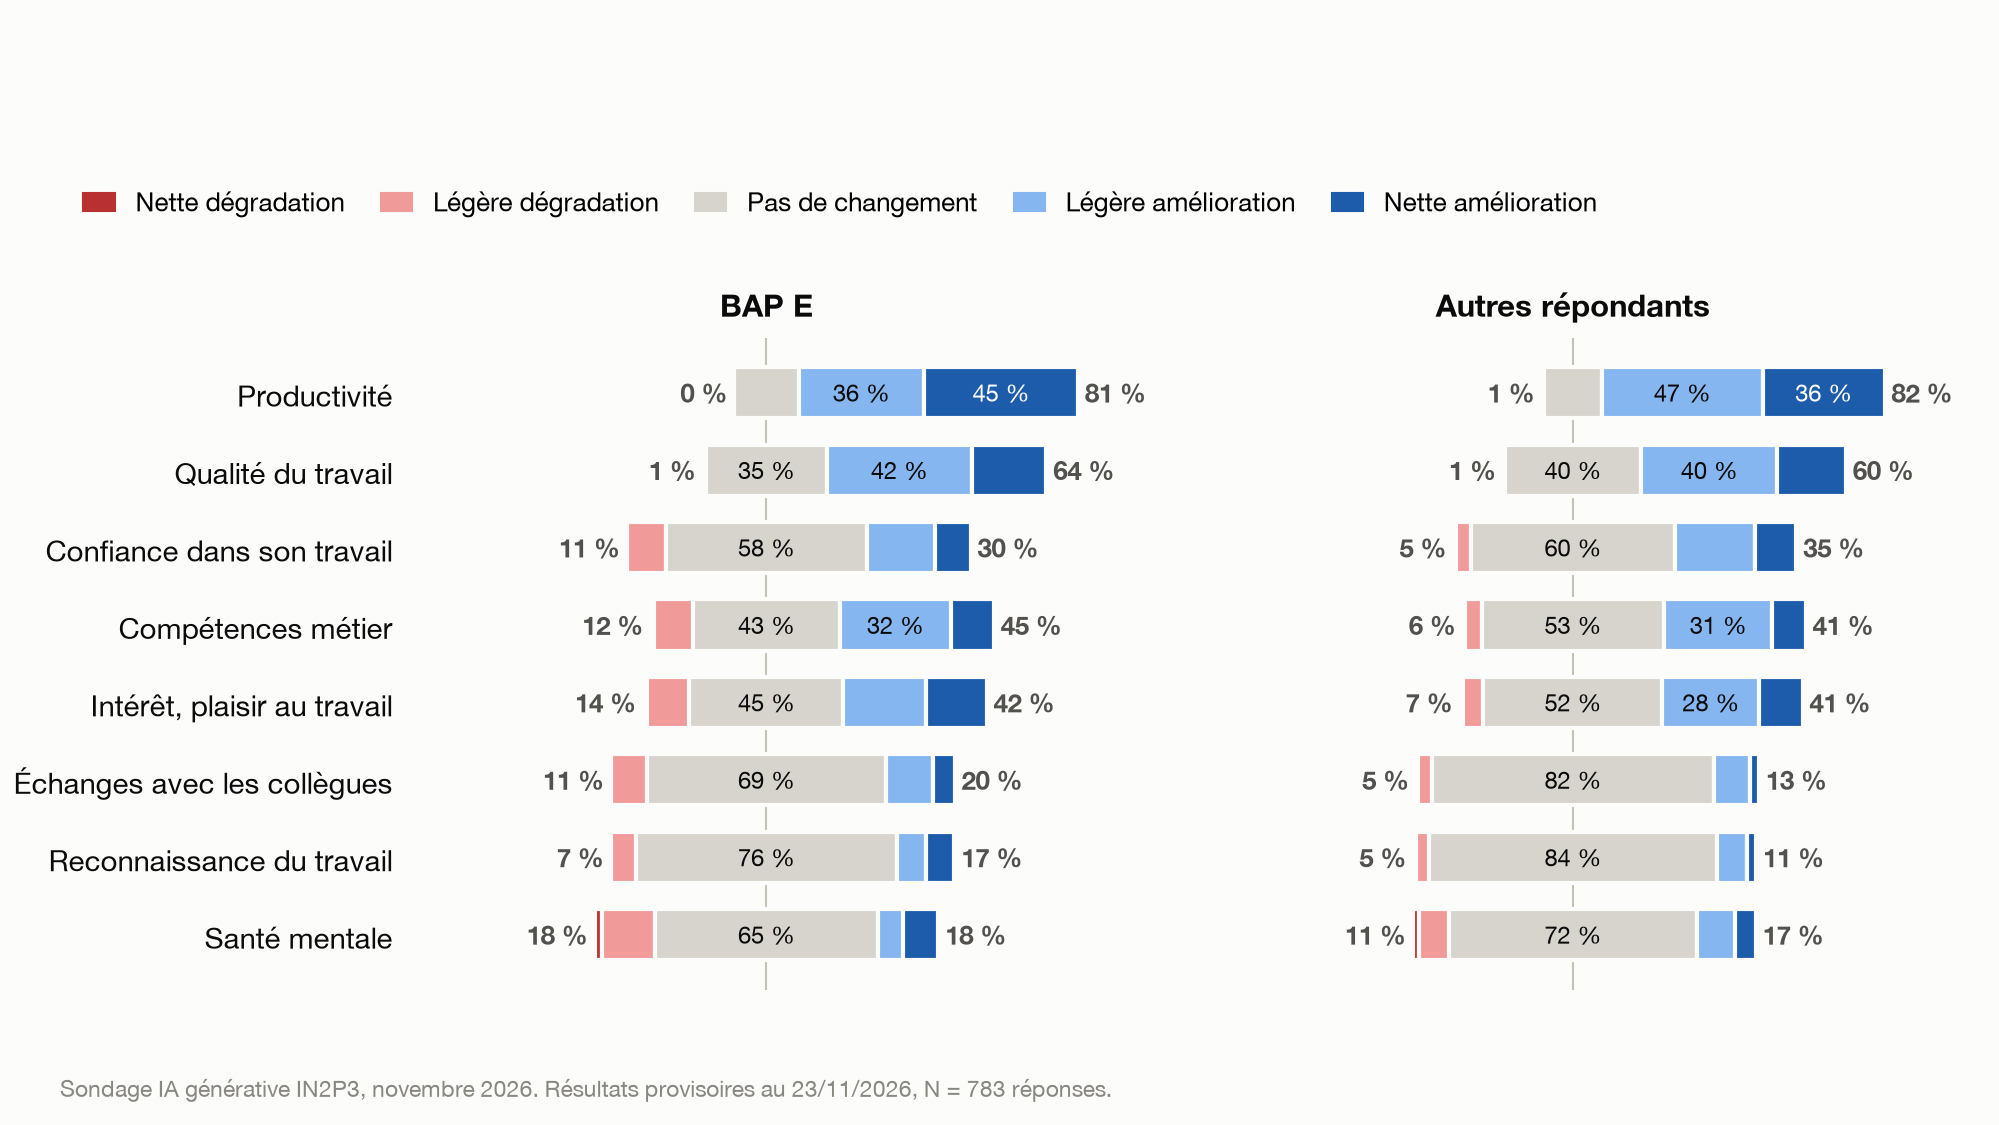 Nette dégradation Légère dégradation Pas de changement Légère amélioration Nette amélioration
BAP E Autres répondants
Productivité 0 % 36 % 45 % 81 % 1 % 47 % 36 % 82 %
Qualité du travail 1 % 35 % 42 % 64 % 1 % 40 % 40 % 60 %
Confiance dans son travail 11 % 58 % 30 % 5 % 60 % 35 %
Compétences métier 12 % 43 % 32 % 45 % 6 % 53 % 31 % 41 %
Intérêt, plaisir au travail 14 % 45 % 42 % 7 % 52 % 28 % 41 %
Échanges avec les collègues 11 % 69 % 20 % 5 % 82 % 13 %
Reconnaissance du travail 7 % 76 % 17 % 5 % 84 % 11 %
Santé mentale 18 % 65 % 18 % 11 % 72 % 17 %
Sondage IA générative IN2P3, novembre 2026. Résultats provisoires au 23/11/2026, N = 783 réponses.